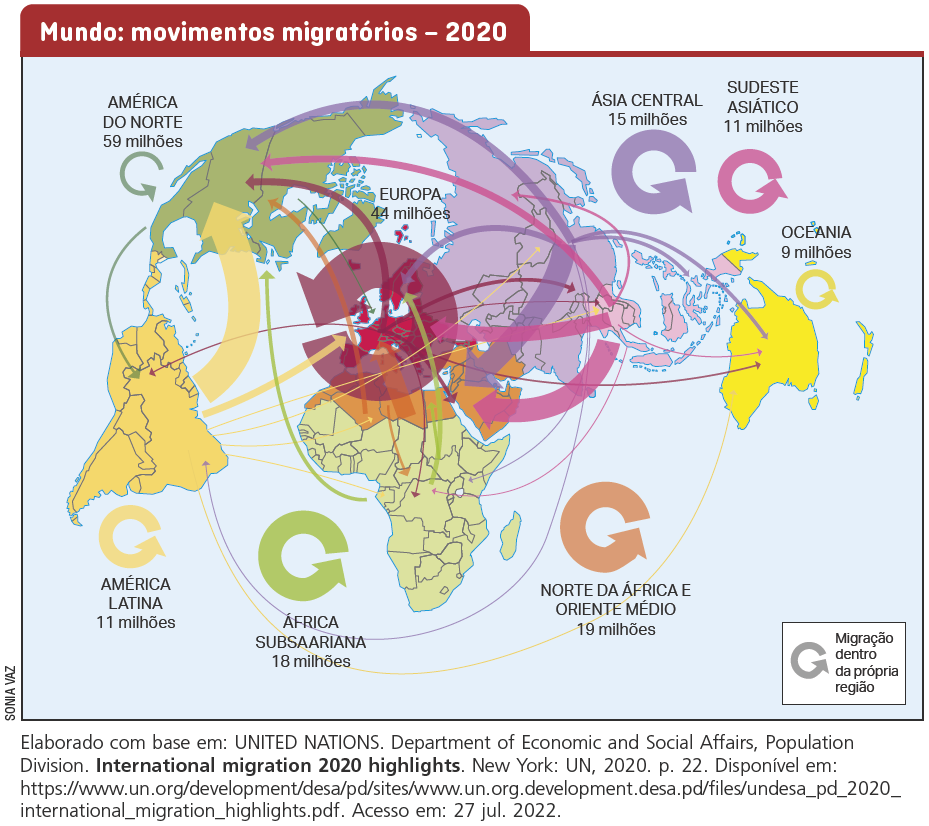 Mundo: movimentos migratórios – 2020
AMÉRICA
DO NORTE
59 milhões
ÁSIA CENTRAL
15 milhões
SUDESTE
ASIÁTICO
11 milhões
EUROPA
44 milhões
OCEANIA
9 milhões
AMÉRICA
LATINA
11 milhões
ÁFRICA
SUBSAARIANA
18 milhões
NORTE DA ÁFRICA E
ORIENTE MÉDIO
19 milhões
Migração
dentro
da própria
região
SONIA VAZ
Elaborado com base em: UNITED NATIONS. Department of Economic and Social Affairs, Population
Division. International migration 2020 highlights. New York: UN, 2020. p. 22. Disponível em:
https://www.un.org/development/desa/pd/sites/www.un.org.development.desa.pd/files/undesa_pd_2020_
international_migration_highlights.pdf. Acesso em: 27 jul. 2022.